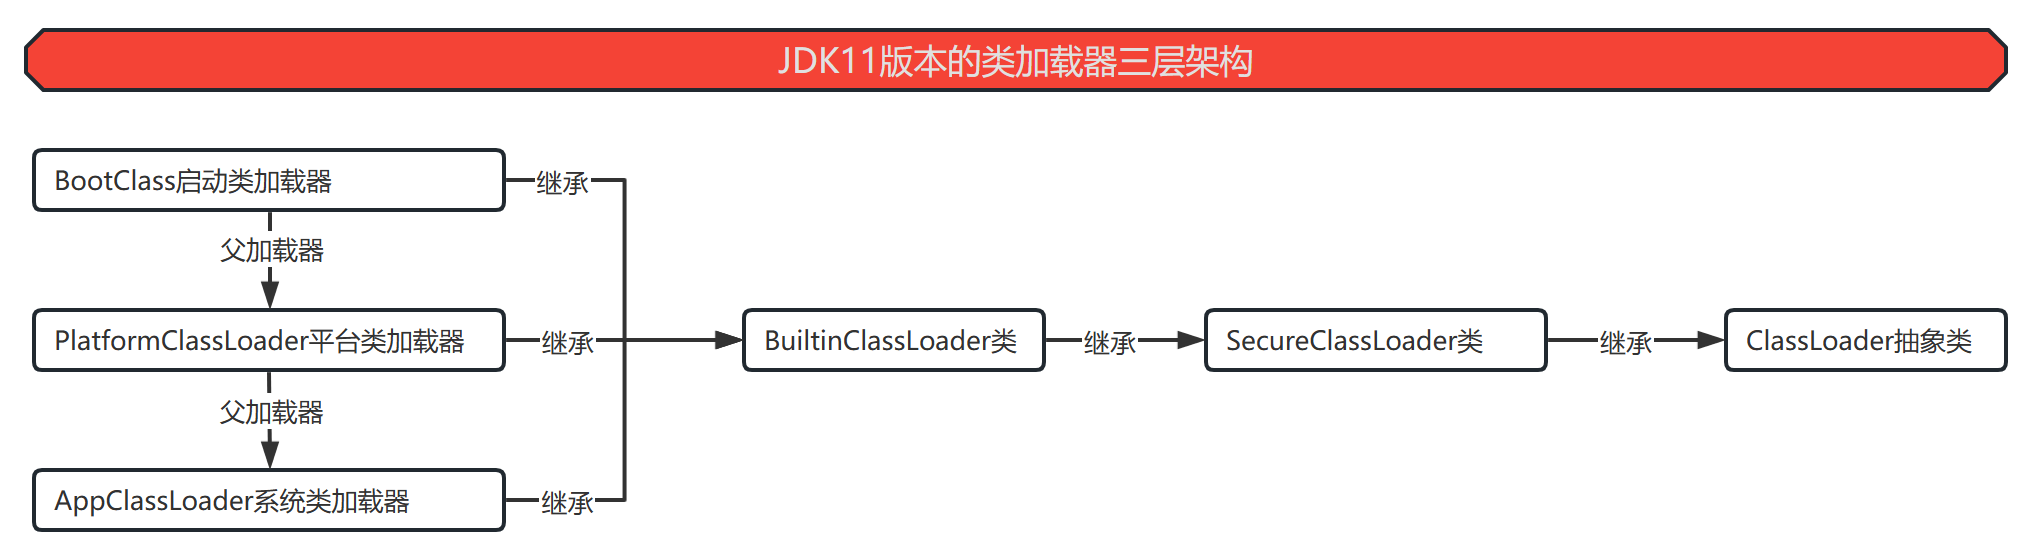 JDK11版本的类加载器三层架构
BootClass启动类加载器
继承
父加载器
PlatformClassLoader平台类加载器
继承
BuiltinClassLoader类
继承
SecureClassLoader类
继承
ClassLoader抽象类
父加载器
AppClassLoader系统类加载器
继承